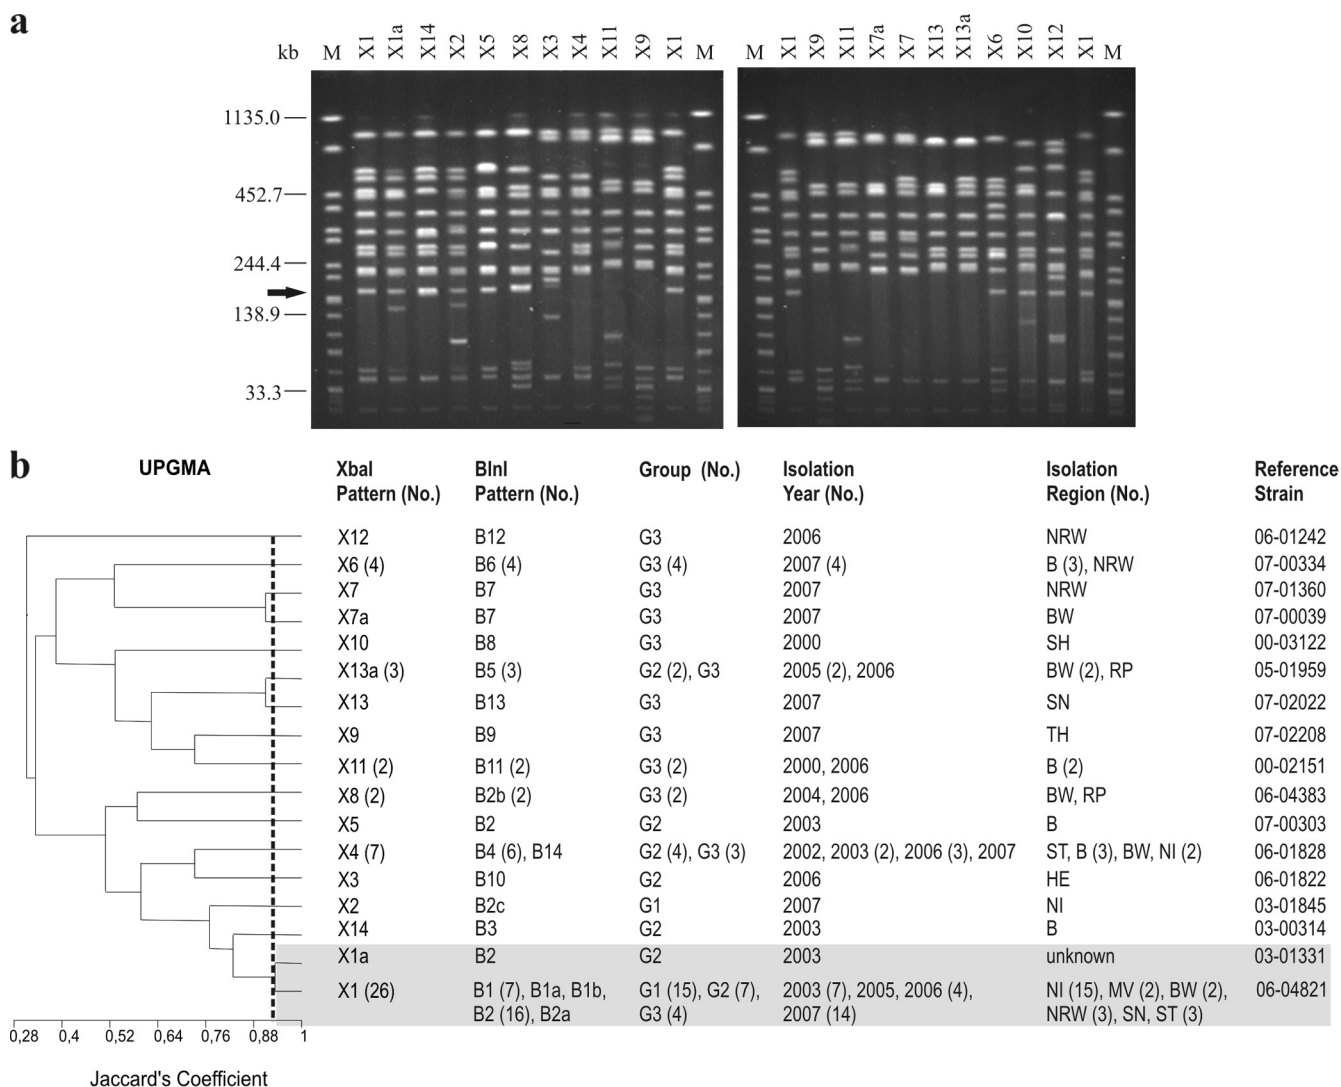 a
kb M X1 X1a X14 X2 X5 X8 X3 X4 X11 X9 X1 M M X1 X9 X11 X7a X7 X13 X13a X6 X10 X12 X1 M
1135.0
452.7
244.4
138.9
33.3
b
UPGMA XbaI BlnI Group (No.) Isolation Isolation Reference
Pattern (No.) Pattern (No.) Year (No.) Region (No.) Strain
X12 B12 G3 2006 NRW 06-01242
X6 (4) B6 (4) G3 (4) 2007 (4) B (3), NRW 07-00334
X7 B7 G3 2007 NRW 07-01360
X7a B7 G3 2007 BW 07-00039
X10 B8 G3 2000 SH 00-03122
X13a (3) B5 (3) G2 (2), G3 2005 (2), 2006 BW (2), RP 05-01959
X13 B13 G3 2007 SN 07-02022
X9 B9 G3 2007 TH 07-02208
X11 (2) B11 (2) G3 (2) 2000, 2006 B (2) 00-02151
X8 (2) B2b (2) G3 (2) 2004, 2006 BW, RP 06-04383
X5 B2 G2 2003 B 07-00303
X4 (7) B4 (6), B14 G2 (4), G3 (3) 2002, 2003 (2), 2006 (3), 2007 ST, B (3), BW, NI (2) 06-01828
X3 B10 G2 2006 HE 06-01822
X2 B2c G1 2007 NI 03-01845
X14 B3 G2 2003 B 03-00314
X1a B2 G2 2003 unknown 03-01331
X1 (26) B1 (7), B1a, B1b, G1 (15), G2 (7), 2003 (7), 2005, 2006 (4), NI (15), MV (2), BW (2), 06-04821
B2 (16), B2a G3 (4) 2007 (14) NRW (3), SN, ST (3)
0,28 0,4 0,52 0,64 0,76 0,88 1
Jaccard's Coefficient